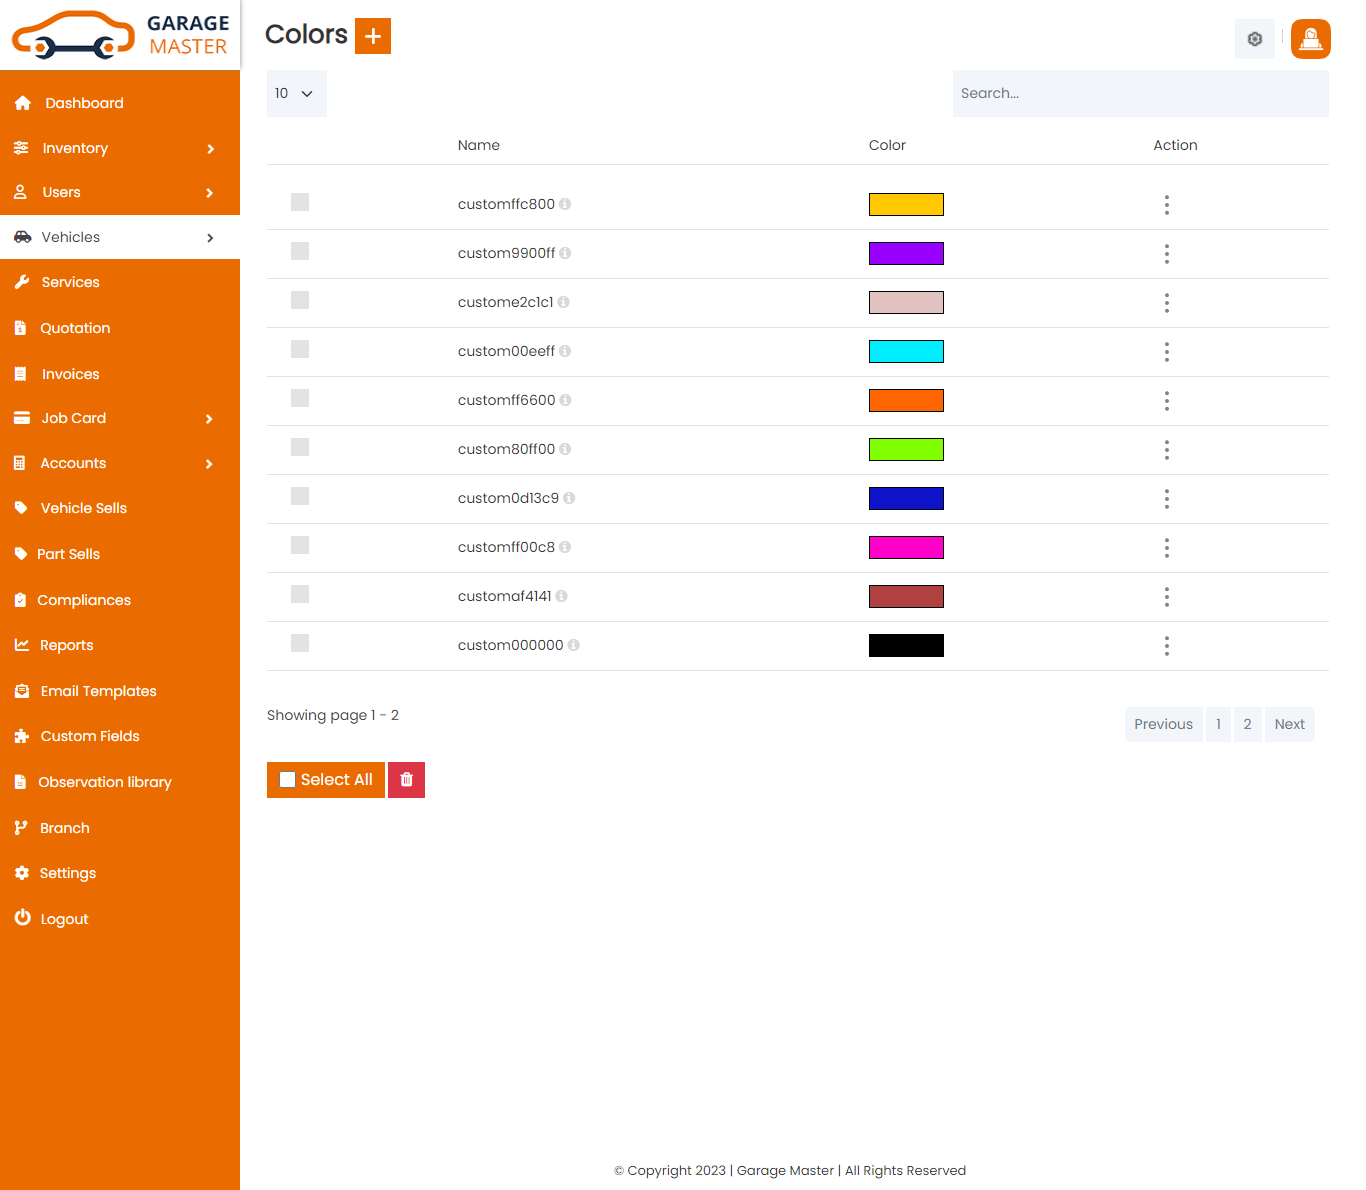 GARAGE
MASTER
Colors
10
Search...
Dashboard
Inventory
Users
Vehicles
Services
Quotation
Invoices
Job Card
Accounts
Vehicle Sells
Part Sells
Compliances
Reports
Email Templates
Custom Fields
Observation library
Branch
Settings
Logout
Name Color Action
customffc800
custom9900ff
custome2c1c1
custom00eeff
customff6600
custom80ff00
custom0d13c9
customff00c8
customaf4141
custom000000
Showing page 1 - 2
Previous 1 2 Next
Select All
© Copyright 2023 | Garage Master | All Rights Reserved